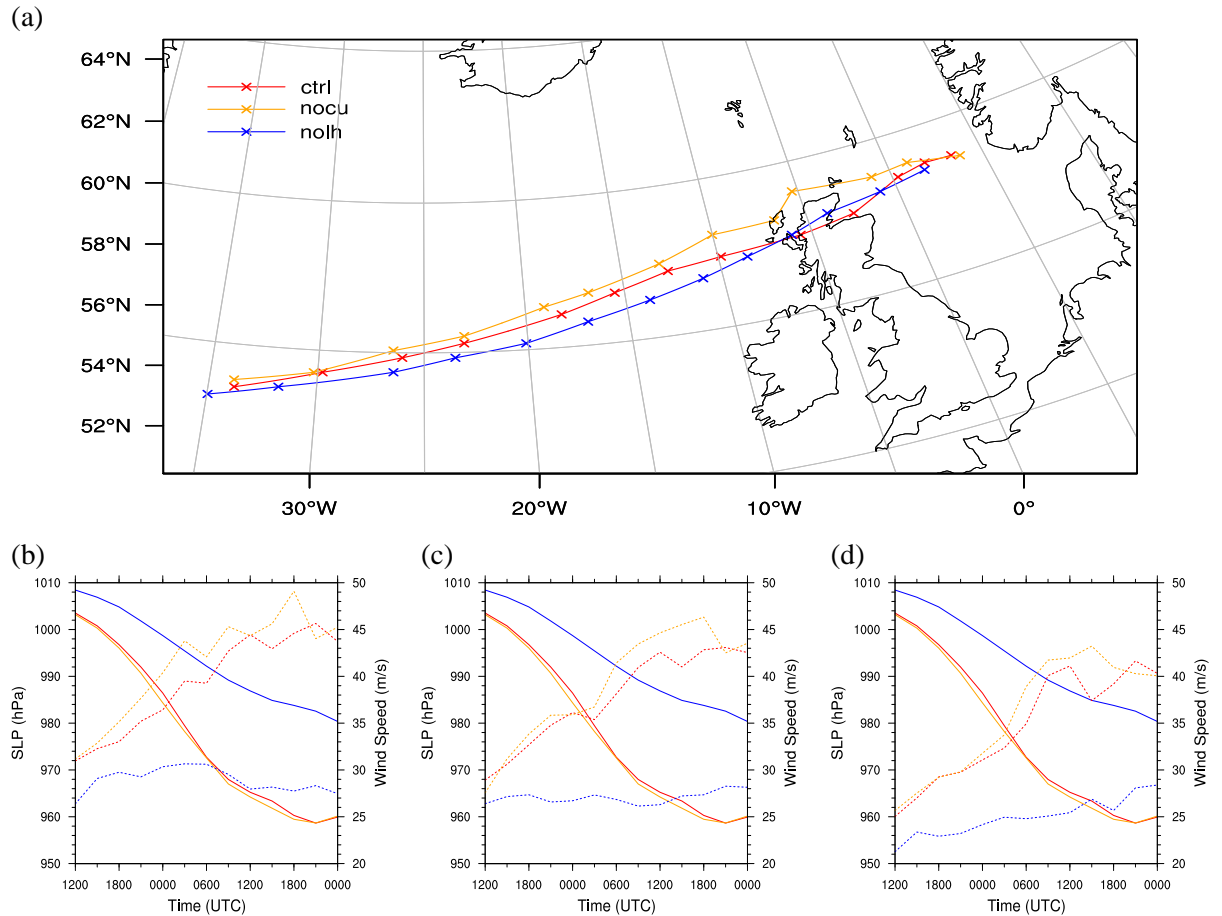 (a)
64°N
62°N
60°N
58°N
56°N
54°N
52°N
ctrl
nocu
nolh
30°W
20°W
10°W
0°
(b)
(c)
(d)
1010
1000
990
980
970
960
950
SLP (hPa)
50
45
40
35
30
25
20
Wind Speed (m/s)
1200 1800 0000 0600 1200 1800 0000
Time (UTC)
1010
1000
990
980
970
960
950
SLP (hPa)
50
45
40
35
30
25
20
Wind Speed (m/s)
1200 1800 0000 0600 1200 1800 0000
Time (UTC)
1010
1000
990
980
970
960
950
SLP (hPa)
50
45
40
35
30
25
20
Wind Speed (m/s)
1200 1800 0000 0600 1200 1800 0000
Time (UTC)